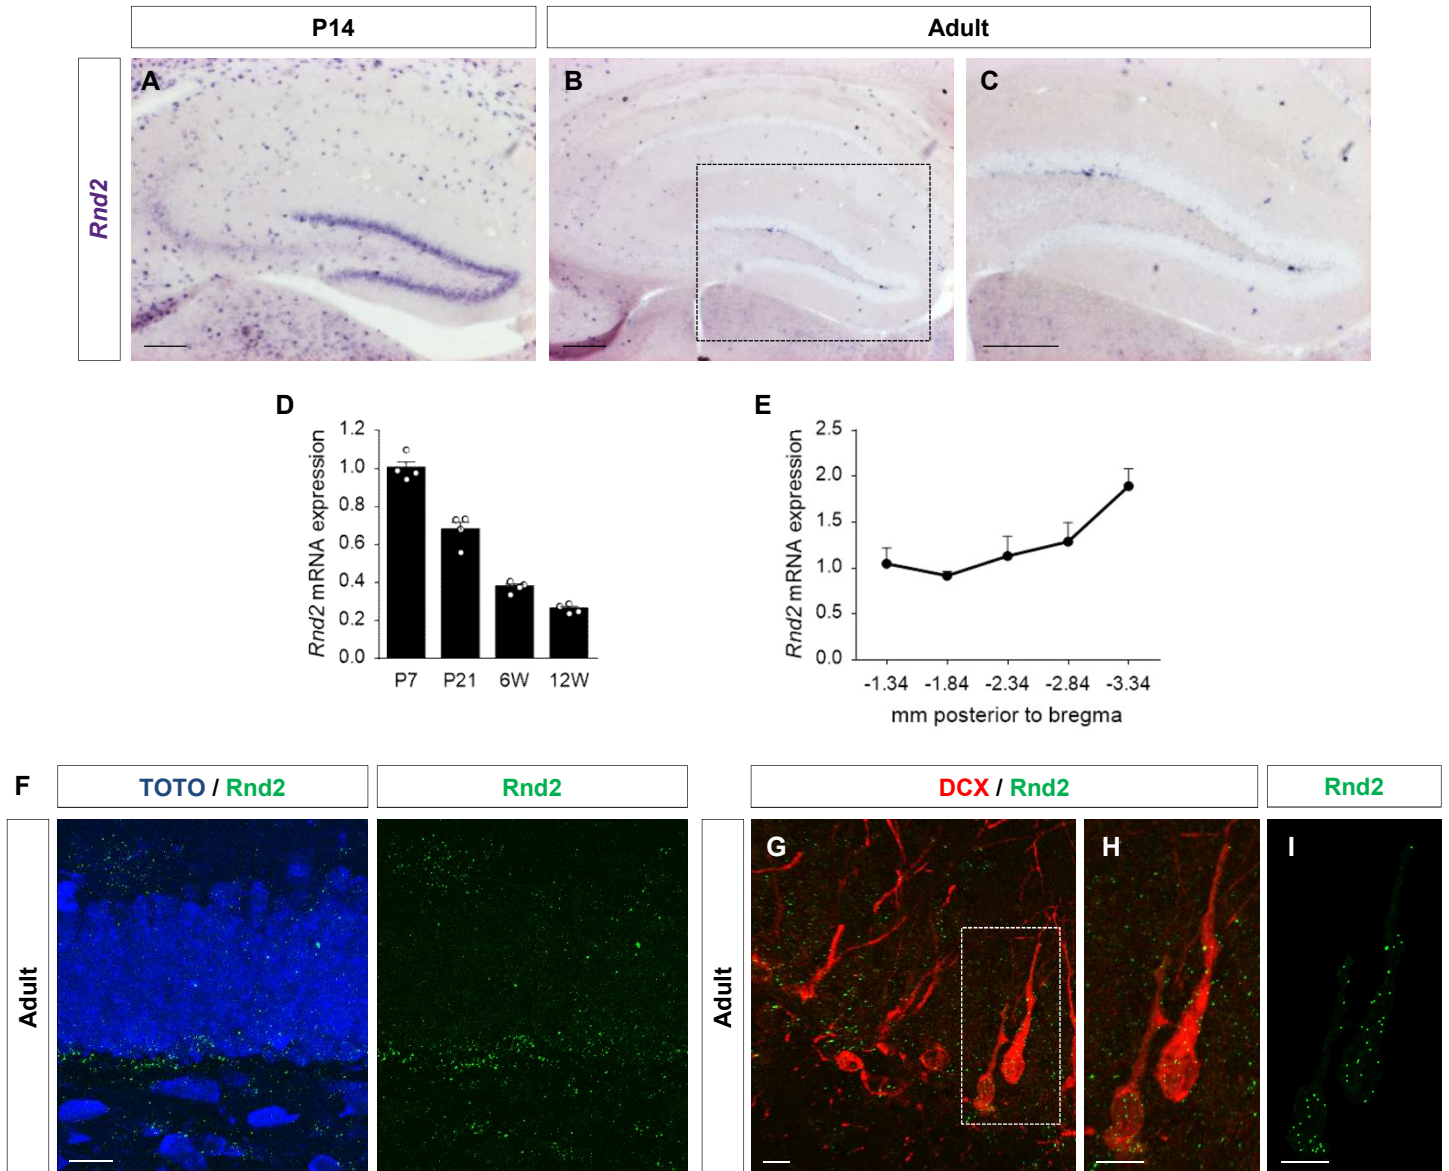 P14
Adult
Rnd2
A
B
C
D
Rnd2 mRNA expression
1.2
1.0
0.8
0.6
0.4
0.2
0.0
P7 P21 6W 12W
E
Rnd2 mRNA expression
2.5
2.0
1.5
1.0
0.5
0.0
-1.34 -1.84 -2.34 -2.84 -3.34
mm posterior to bregma
F
TOTO / Rnd2
Rnd2
Adult
DCX / Rnd2
Rnd2
Adult
G
H
I